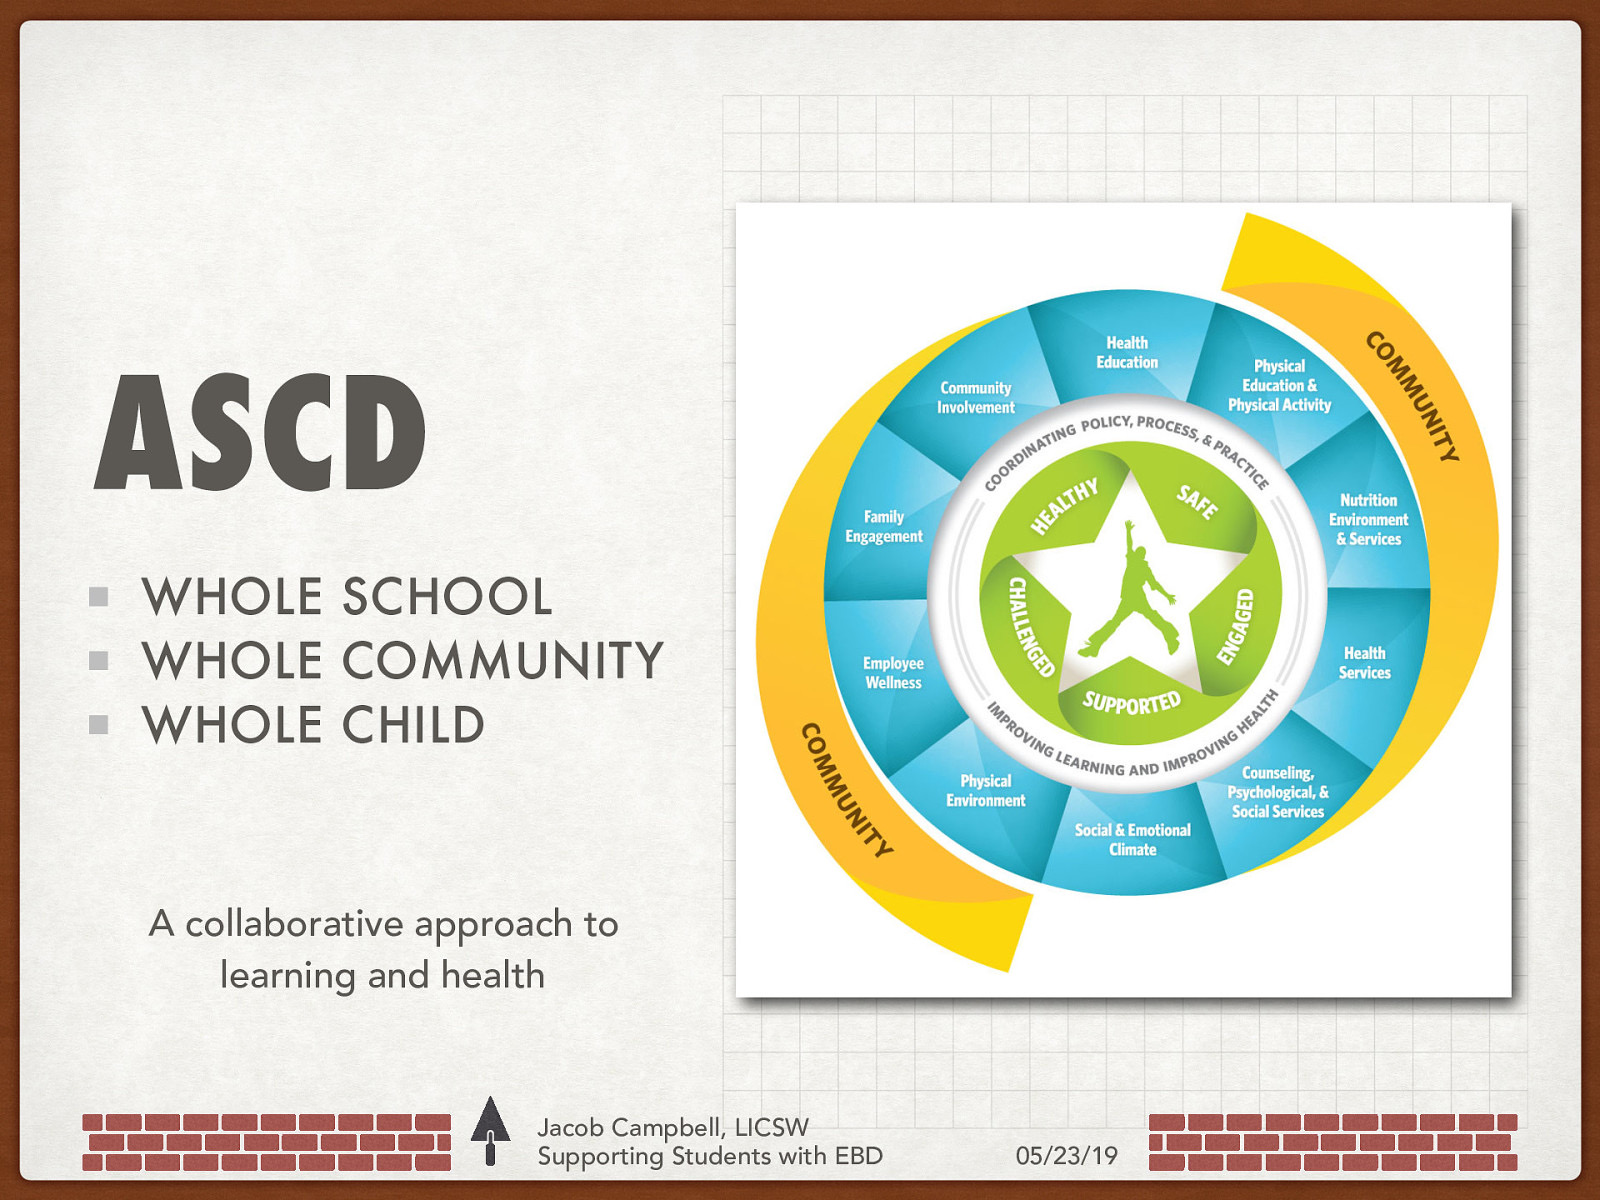 ASCD
WHOLE SCHOOL
WHOLE COMMUNITY
WHOLE CHILD
A collaborative approach to
learning and health
COMMUNITY
Health
Education
Physical
Education &
Physical Activity
Nutrition
Environment
& Services
Health
Services
Counseling,
Psychological, &
Social Services
Social & Emotional
Climate
Physical
Environment
Employee
Wellness
Family
Engagement
Community
Involvement
COORDINATING POLICY, PROCESS, & PRACTICE
IMPROVING LEARNING AND IMPROVING HEALTH
HEALTHY
SAFE
ENGAGED
SUPPORTED
CHALLENGED
COMMUNITY
Jacob Campbell, LICSW
Supporting Students with EBD
05/23/19